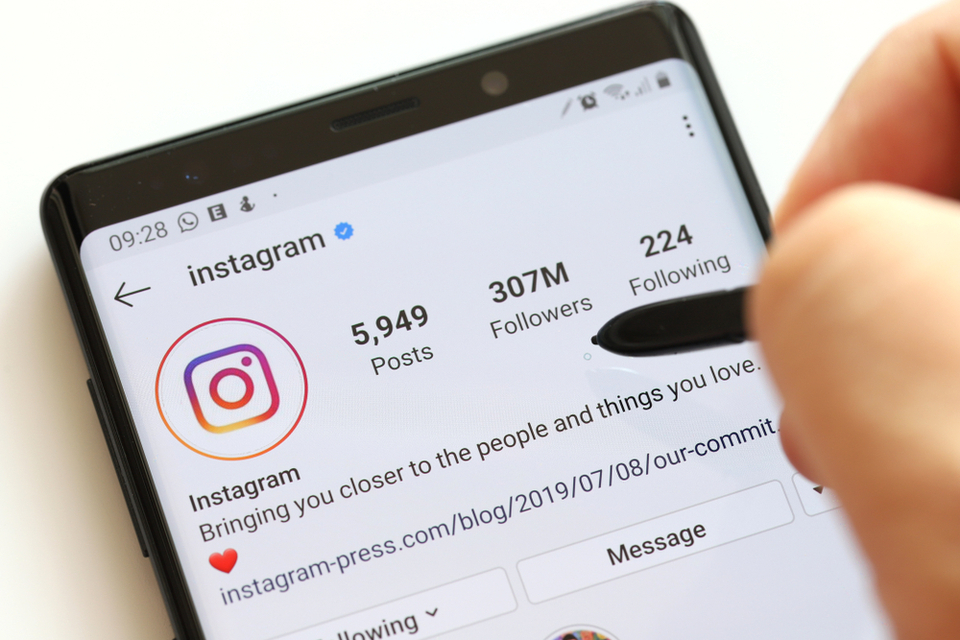 09:28
instagram
5,949
Posts
307M
Followers
224
Following
Instagram
Bringing you closer to the people and things you love.
❤️
instagram-press.com/blog/2019/07/08/our-commit.
llowing
Message